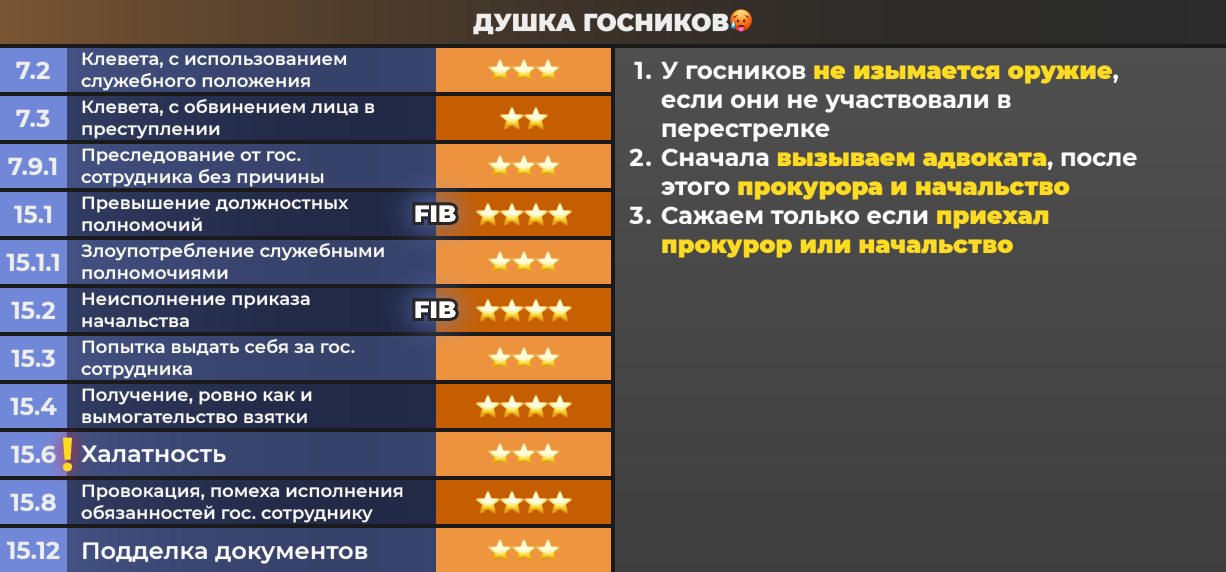 ДУШКА ГОСНИКОВ🥵
7.2
Клевета, с использованием
служебного положения
⭐⭐⭐
7.3
Клевета, с обвинением лица в
преступлении
⭐⭐
7.9.1
Преследование от гос.
сотрудника без причины
⭐⭐⭐
15.1
Превышение должностных
полномочий
FIB
⭐⭐⭐⭐
15.1.1
Злоупотребление служебными
полномочиями
⭐⭐⭐
15.2
Неисполнение приказа
начальства
FIB
⭐⭐⭐⭐
15.3
Попытка выдать себя за гос.
сотрудника
⭐⭐⭐
15.4
Получение, ровно как и
вымогательство взятки
⭐⭐⭐⭐
15.6
❗
Халатность
⭐⭐⭐
15.8
Провокация, помеха исполнения
обязанностей гос. сотруднику
⭐⭐⭐⭐
15.12
Подделка документов
⭐⭐⭐
1. У госников не изымается оружие,
если они не участвовали в
перестрелке
2. Сначала вызываем адвоката, после
этого прокурора и начальство
3. Сажаем только если приехал
прокурор или начальство